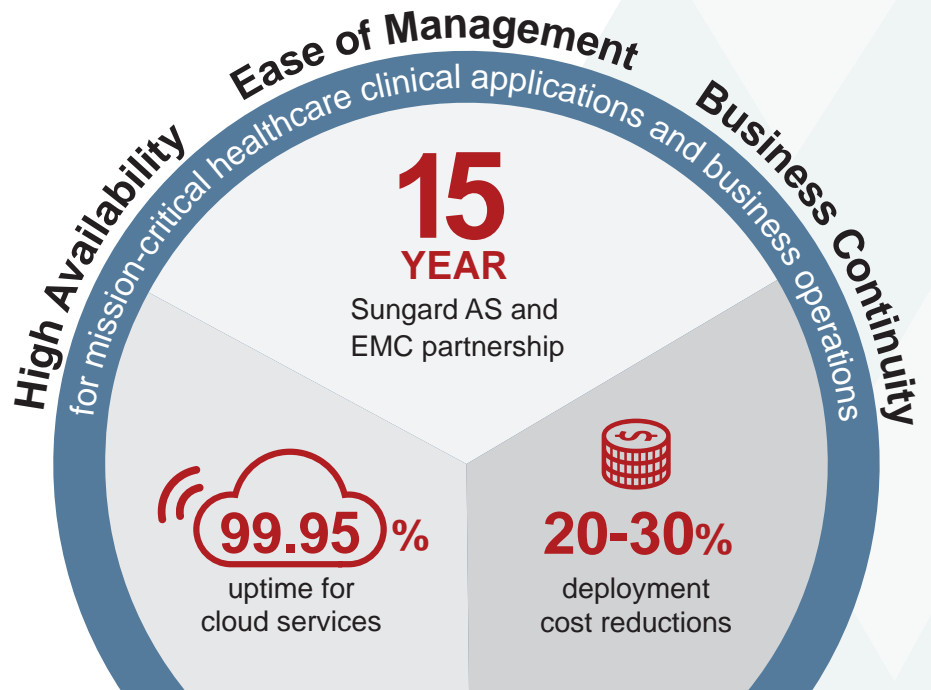 High Availability
Ease of Management
Business Continuity
for mission-critical healthcare clinical applications and business operations
15
YEAR
Sungard AS and
EMC partnership
99.95%
uptime for
cloud services
$
20-30%
deployment
cost reductions